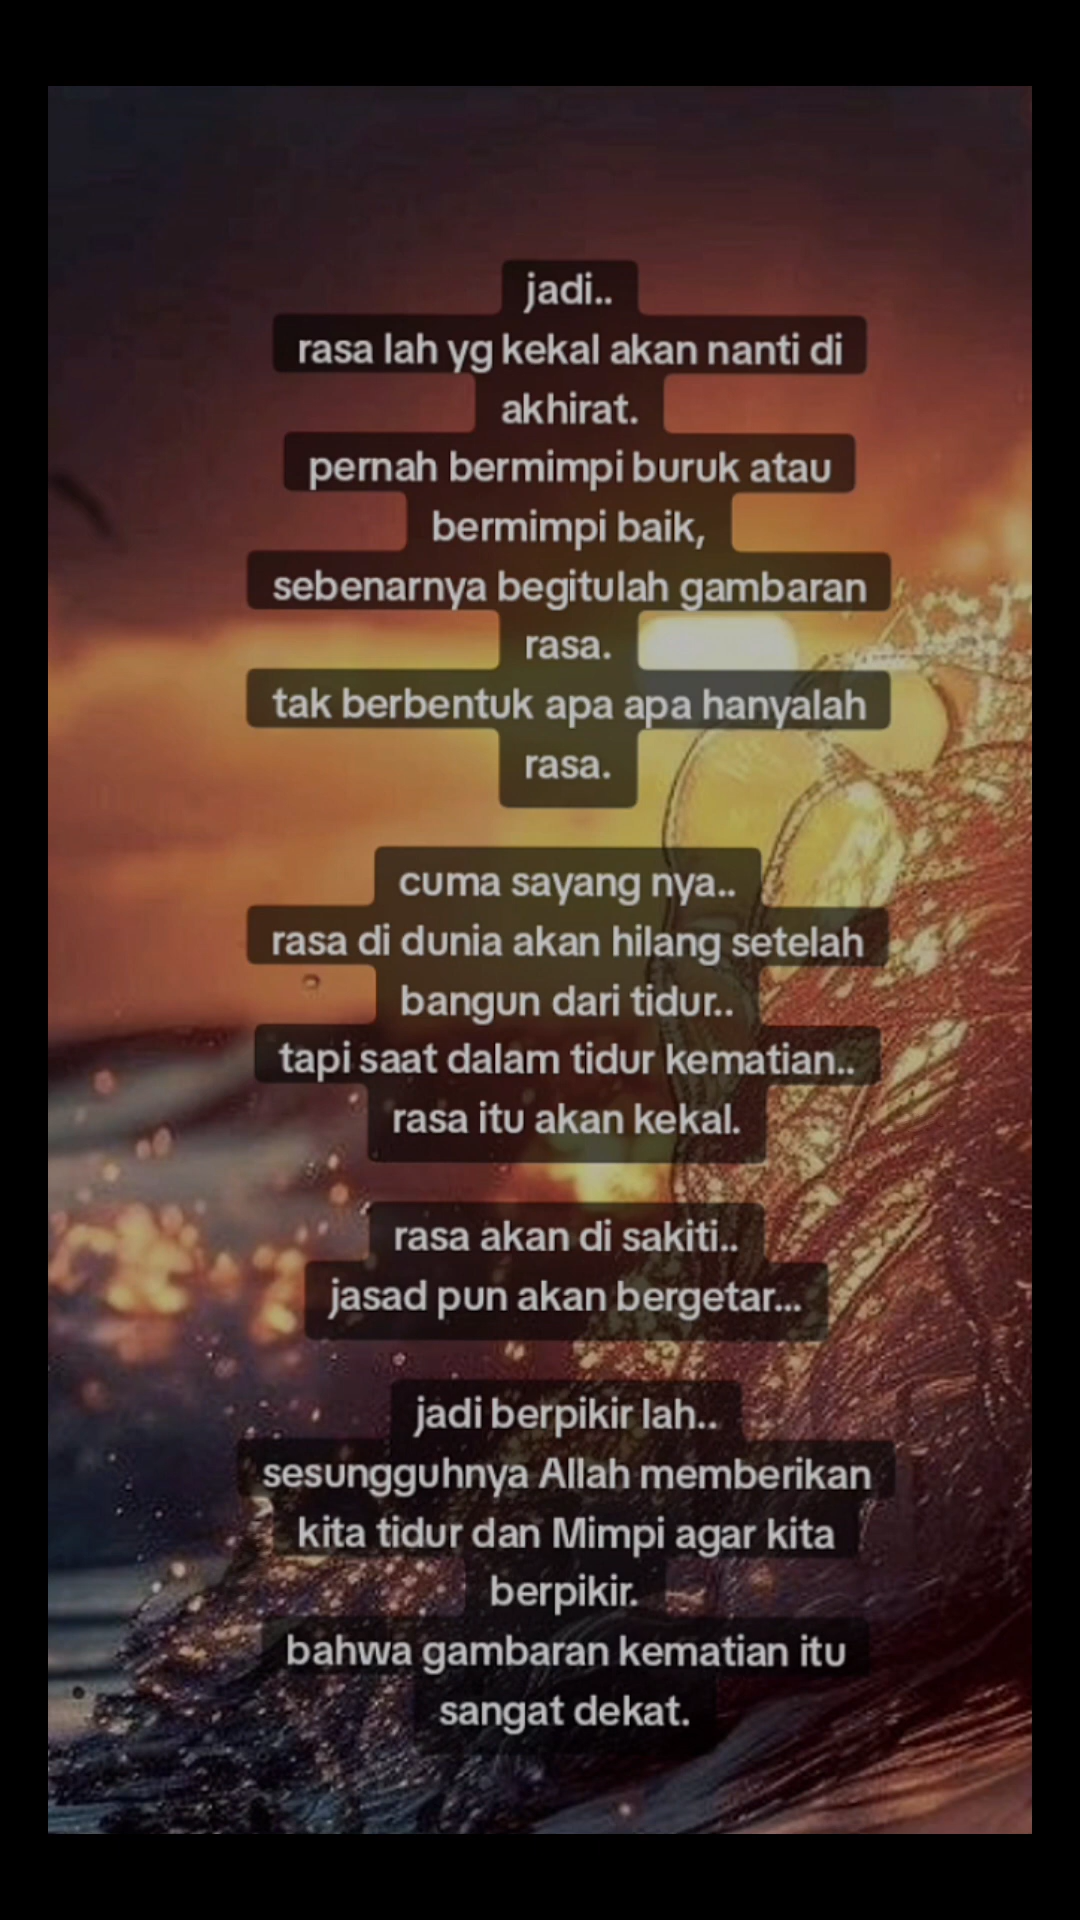 jadi..
rasa lah yg kekal akan nanti di
akhirat.
pernah bermimpi buruk atau
bermimpi baik,
sebenarnya begitulah gambaran
rasa.
tak berbentuk apa apa hanyalah
rasa.
cuma sayang nya..
rasa di dunia akan hilang setelah
bangun dari tidur..
tapi saat dalam tidur kematian..
rasa itu akan kekal.
rasa akan di sakiti..
jasad pun akan bergetar...
jadi berpikir lah..
sesungguhnya Allah memberikan
kita tidur dan Mimpi agar kita
berpikir.
bahwa gambaran kematian itu
sangat dekat.